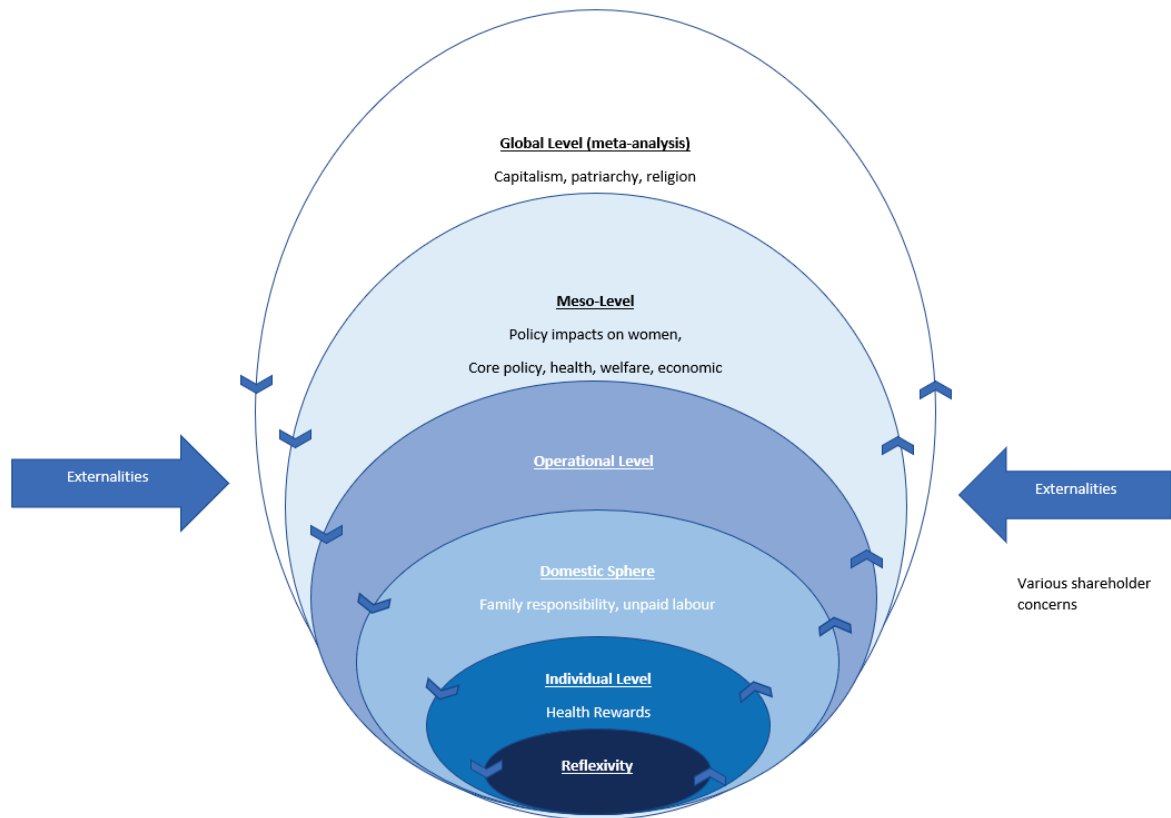 Global Level (meta-analysis)
Capitalism, patriarchy, religion
Meso-Level
Policy impacts on women,
Core policy, health, welfare, economic
Operational Level
Externalities
Externalities
Domestic Sphere
Family responsibility, unpaid labour
Various shareholder
concerns
Individual Level
Health Rewards
Reflexivity